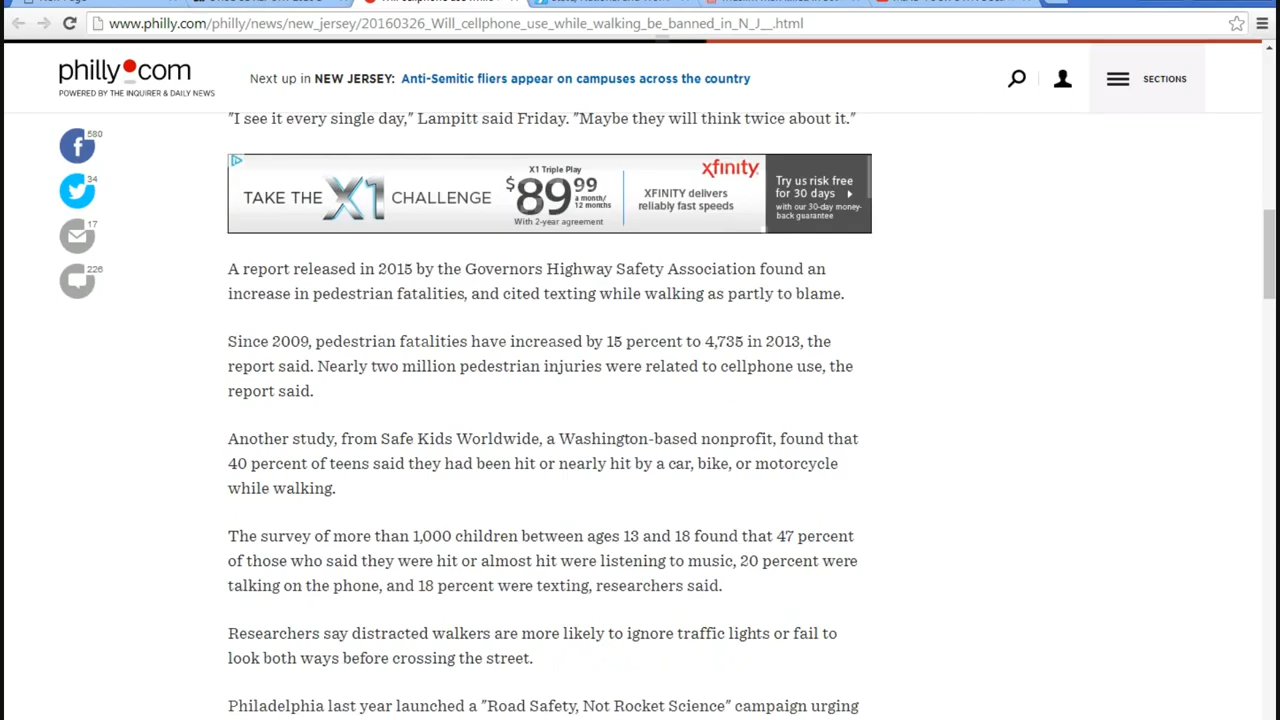 www.philly.com/philly/news/new_jersey/20160326_Will_cellphone_use_while_walking_be_banned_in_N_J__.html
philly.com
POWERED BY THE INQUIRER & DAILY NEWS
Next up in NEW JERSEY: Anti-Semitic fliers appear on campuses across the country
SECTIONS
"I see it every single day," Lampitt said Friday. "Maybe they will think twice about it."
580
34
17
226
TAKE THE X1 CHALLENGE
X1 Triple Play
$89.99
a month/
12 months
With 2-year agreement
xfinity
XFINITY delivers
reliably fast speeds
Try us risk free
for 30 days
with our 30-day money-
back guarantee
A report released in 2015 by the Governors Highway Safety Association found an
increase in pedestrian fatalities, and cited texting while walking as partly to blame.
Since 2009, pedestrian fatalities have increased by 15 percent to 4,735 in 2013, the
report said. Nearly two million pedestrian injuries were related to cellphone use, the
report said.
Another study, from Safe Kids Worldwide, a Washington-based nonprofit, found that
40 percent of teens said they had been hit or nearly hit by a car, bike, or motorcycle
while walking.
The survey of more than 1,000 children between ages 13 and 18 found that 47 percent
of those who said they were hit or almost hit were listening to music, 20 percent were
talking on the phone, and 18 percent were texting, researchers said.
Researchers say distracted walkers are more likely to ignore traffic lights or fail to
look both ways before crossing the street.
Philadelphia last year launched a "Road Safety, Not Rocket Science" campaign urging